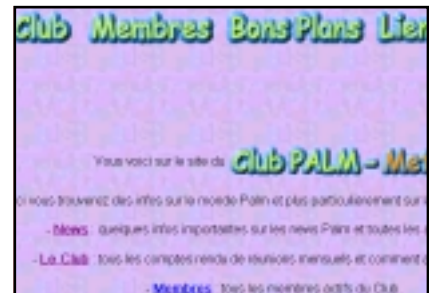 Club Membres Bons Plans Lien
Vous voici sur le site du Club PALM - Met
ci vous trouverez des infos sur le monde Palm et plus particulièrement sur
- News : quelques infos importantes sur les news Palm et toutes les
- Le Club : tous les comptes rendu de réunions mensuels et comment
- Membres : tous les membres actifs du Club